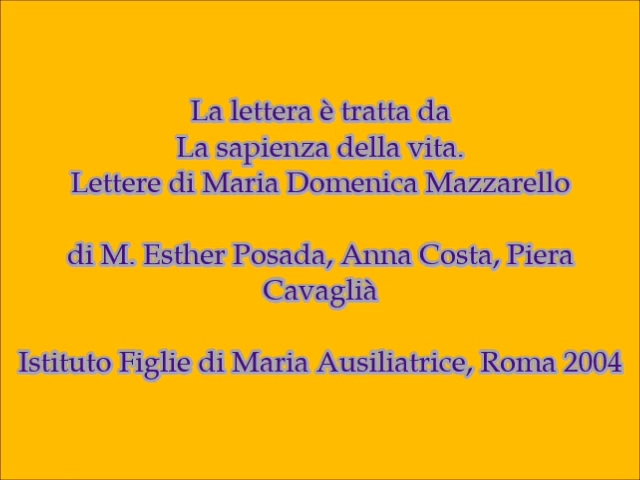 La lettera è tratta da
La sapienza della vita.
Lettere di Maria Domenica Mazzarello
di M. Esther Posada, Anna Costa, Piera
Cavaglià
Istituto Figlie di Maria Ausiliatrice, Roma 2004